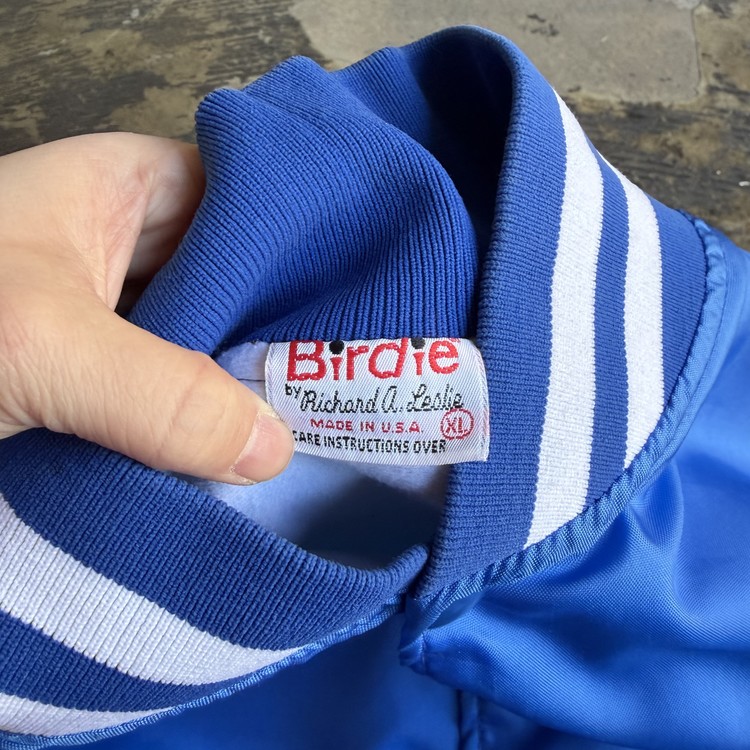 Birdie
by Richard A. Leslie
MADE IN U.S.A. XL
CARE INSTRUCTIONS OVER